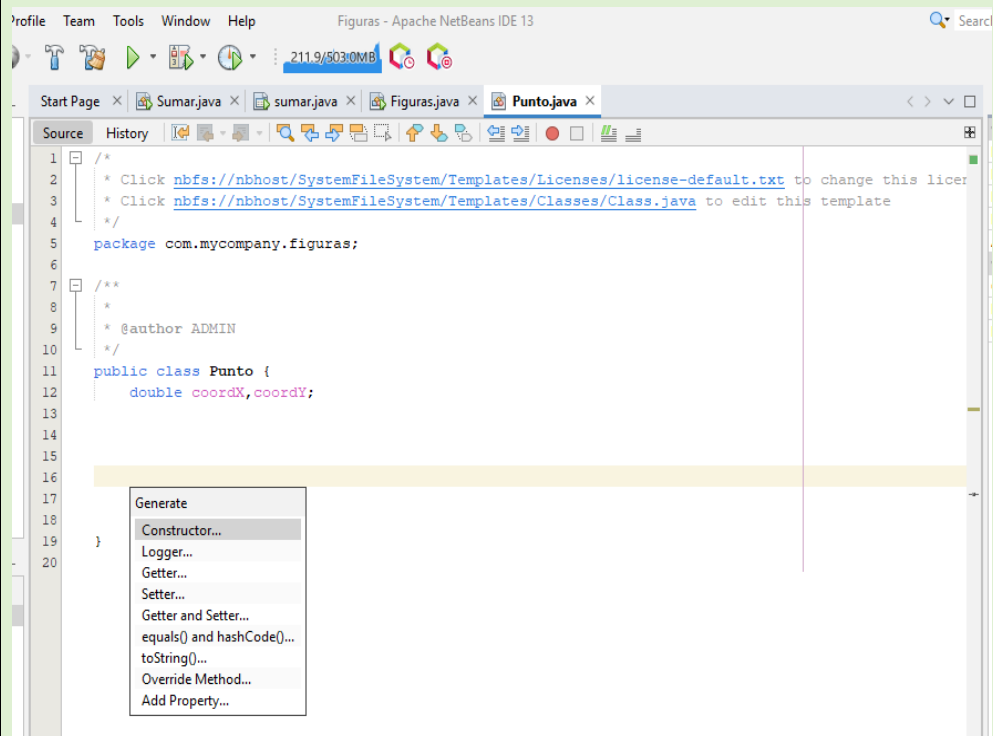 Profile Team Tools Window Help Figuras - Apache NetBeans IDE 13 Search
211.9/503.0MB
Start Page Sumar.java sumar.java Figuras.java Punto.java
Source History
1 /*
2 * Click nbfs://nbhost/SystemFileSystem/Templates/Licenses/license-default.txt to change this licen
3 * Click nbfs://nbhost/SystemFileSystem/Templates/Classes/Class.java to edit this template
4 */
5 package com.mycompany.figuras;
6
7 /**
8 *
9 * @author ADMIN
10 */
11 public class Punto {
12 double coordX,coordY;
13
14
15
16
17 Generate
18 Constructor...
Logger...
19 }
20 Getter...
Setter...
Getter and Setter...
equals() and hashCode()...
toString()...
Override Method...
Add Property...